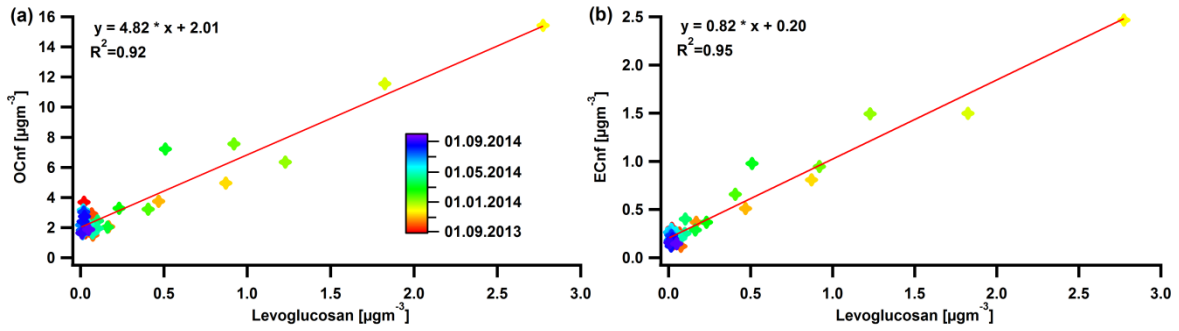 (a)
y = 4.82 * x + 2.01
R²=0.92
OCnf [µgm⁻³]
16
14
12
10
8
6
4
2
0
01.09.2014
01.05.2014
01.01.2014
01.09.2013
0.0 0.5 1.0 1.5 2.0 2.5 3.0
Levoglucosan [µgm⁻³]
(b)
y = 0.82 * x + 0.20
R²=0.95
ECnf [µgm⁻³]
2.5
2.0
1.5
1.0
0.5
0.0
0.0 0.5 1.0 1.5 2.0 2.5 3.0
Levoglucosan [µgm⁻³]